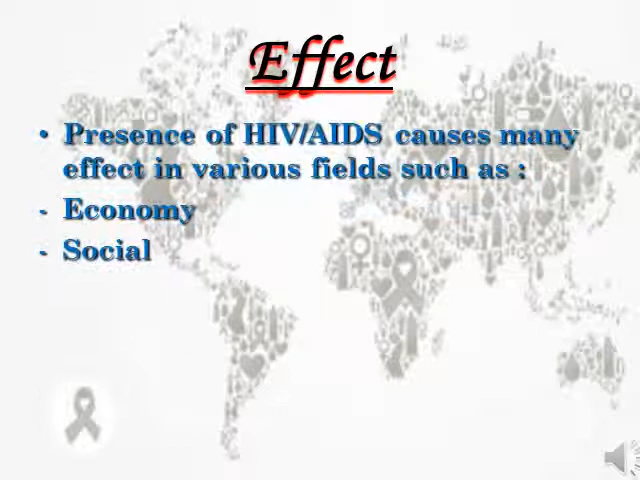 Effect
• Presence of HIV/AIDS causes many
effect in various fields such as :
- Economy
- Social